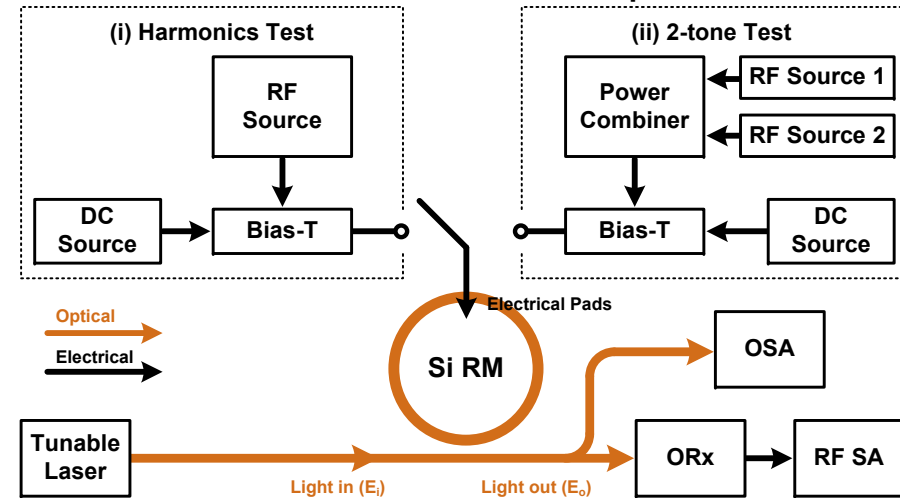 (i) Harmonics Test
RF
Source
DC
Source
Bias-T
(ii) 2-tone Test
Power
Combiner
RF Source 1
RF Source 2
Bias-T
DC
Source
Electrical Pads
Optical
Electrical
Si RM
OSA
Tunable
Laser
Light in (Eᵢ)
Light out (Eₒ)
ORx
RF SA